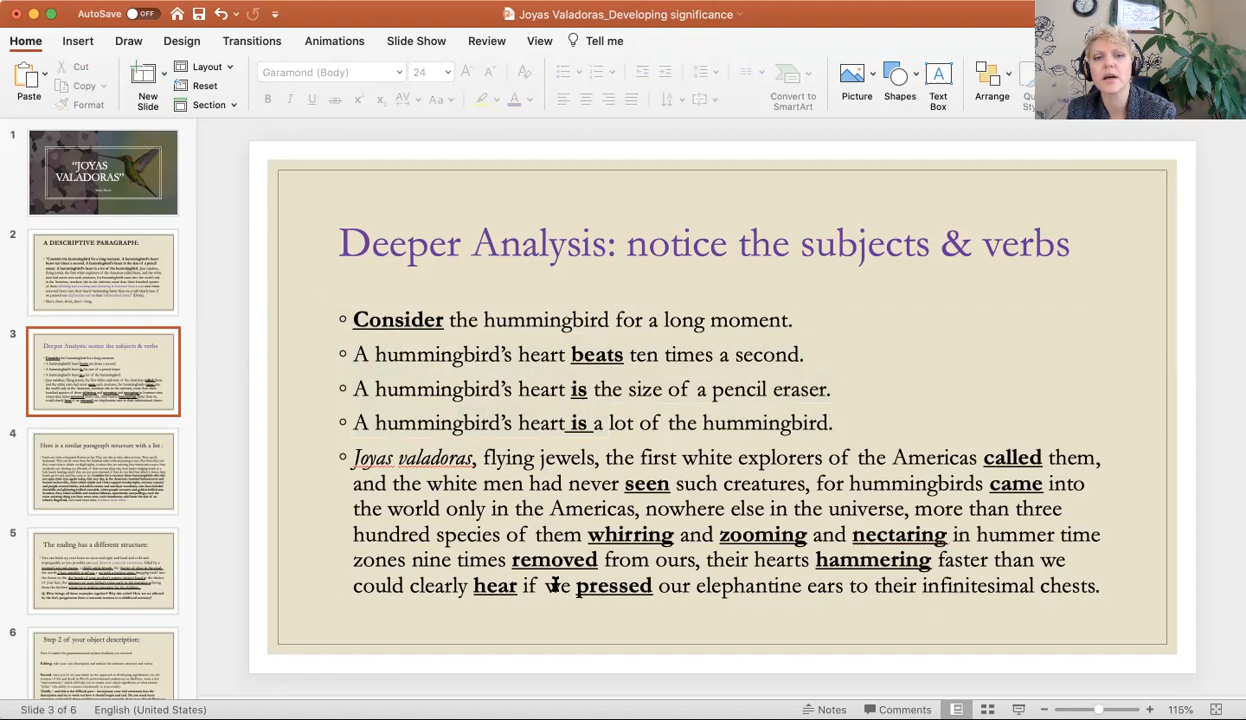 AutoSave OFF
Joyas Valadoras_Developing significance
Home Insert Draw Design Transitions Animations Slide Show Review View Tell me
Paste
Cut
Copy
Format
New Slide
Layout
Reset
Section
Garamond (Body) 24
Convert to SmartArt
Picture
Shapes
Text Box
Arrange
1
"JOYAS
VALADORAS"
2
A DESCRIPTIVE PARAGRAPH:
3
Deeper Analysis: notice the subjects & verbs
4
Here is a similar paragraph structure with a list :
5
The ending has a different structure:
6
Step 2 of your object description:
Deeper Analysis: notice the subjects & verbs
Consider the hummingbird for a long moment.
A hummingbird's heart beats ten times a second.
A hummingbird's heart is the size of a pencil eraser.
A hummingbird's heart is a lot of the hummingbird.
Joyas valadoras, flying jewels, the first white explorers of the Americas called them,
and the white men had never seen such creatures, for hummingbirds came into
the world only in the Americas, nowhere else in the universe, more than three
hundred species of them whirring and zooming and nectaring in hummer time
zones nine times removed from ours, their hearts hammering faster than we
could clearly hear if we pressed our elephantine ears to their infinitesimal chests.
Slide 3 of 6 English (United States) Notes Comments 115%